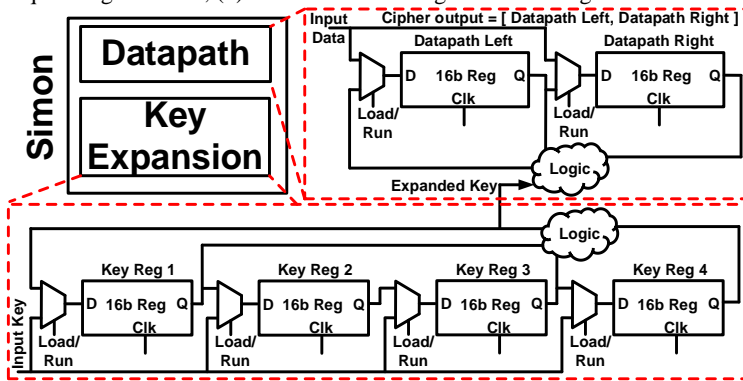 Input
Data
Cipher output = [ Datapath Left, Datapath Right ]
Datapath Left
Datapath Right
D 16b Reg Q
Clk
Load/
Run
D 16b Reg Q
Clk
Load/
Run
Logic
Expanded Key
Simon
Datapath
Key
Expansion
Logic
Key Reg 1
Key Reg 2
Key Reg 3
Key Reg 4
D 16b Reg Q
Clk
D 16b Reg Q
Clk
D 16b Reg Q
Clk
D 16b Reg Q
Clk
Input Key
Load/
Run
Load/
Run
Load/
Run
Load/
Run